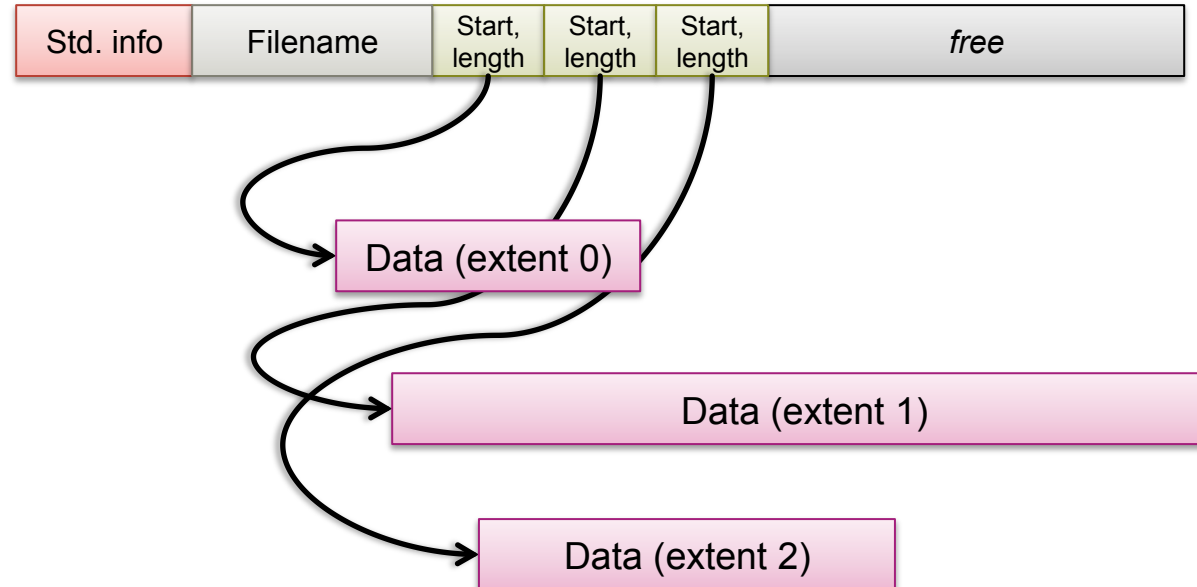 Std. info
Filename
Start,
length
Start,
length
Start,
length
free
Data (extent 0)
Data (extent 1)
Data (extent 2)